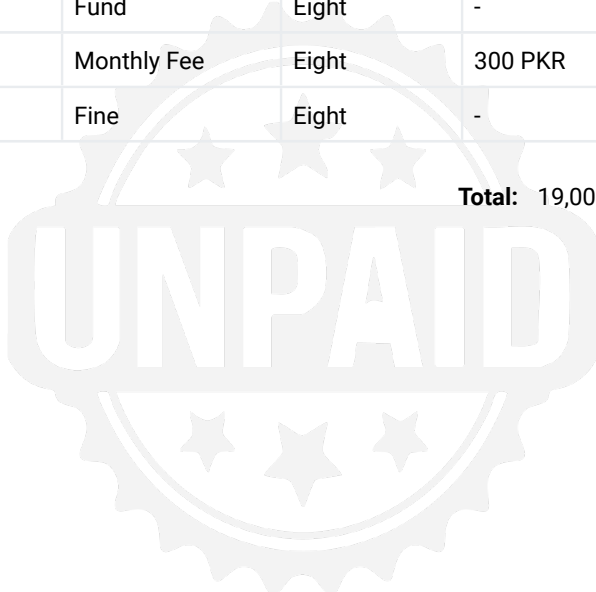 Fund Eight -
Monthly Fee Eight 300 PKR
Fine Eight -
Total: 19,00
UNPAID